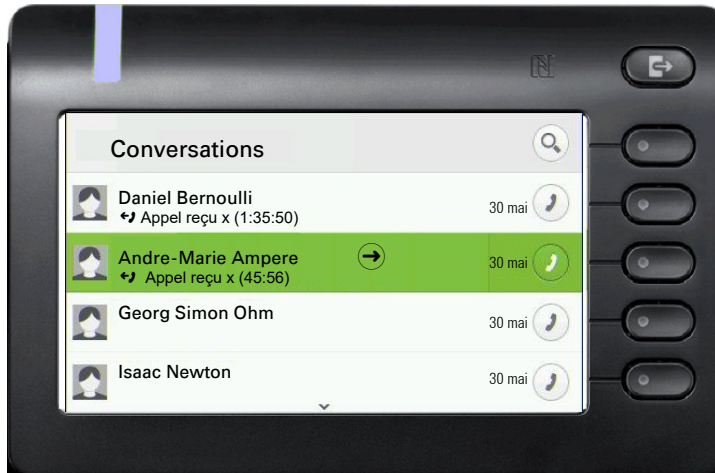 Conversations
Daniel Bernoulli
Appel reçu x (1:35:50)
30 mai
Andre-Marie Ampere
Appel reçu x (45:56)
30 mai
Georg Simon Ohm
30 mai
Isaac Newton
30 mai